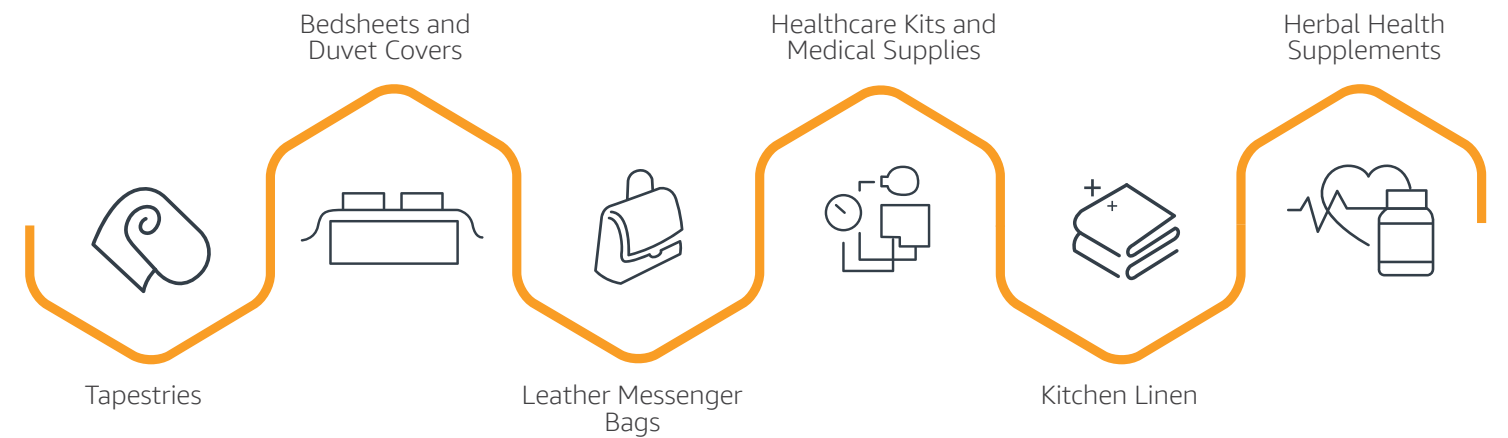 Bedsheets and
Duvet Covers
Healthcare Kits and
Medical Supplies
Herbal Health
Supplements
Tapestries
Leather Messenger
Bags
Kitchen Linen